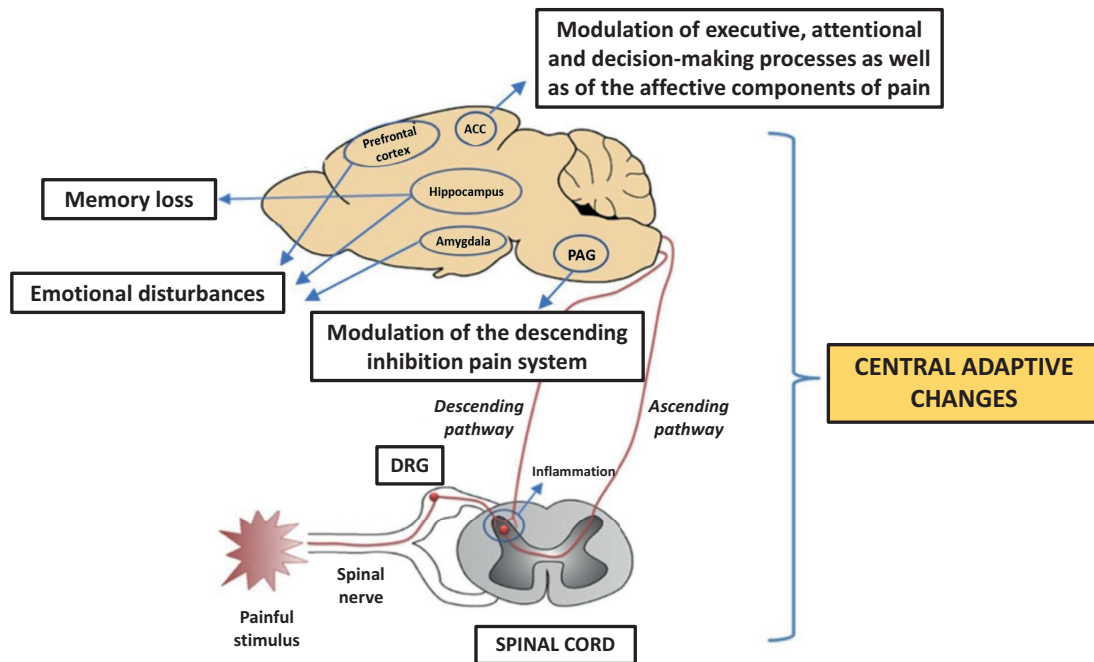 Modulation of executive, attentional
and decision-making processes as well
as of the affective components of pain
ACC
Prefrontal
cortex
Hippocampus
Memory loss
Amygdala
PAG
Emotional disturbances
Modulation of the descending
inhibition pain system
CENTRAL ADAPTIVE
CHANGES
Descending
pathway
Ascending
pathway
DRG
Inflammation
Spinal
nerve
Painful
stimulus
SPINAL CORD